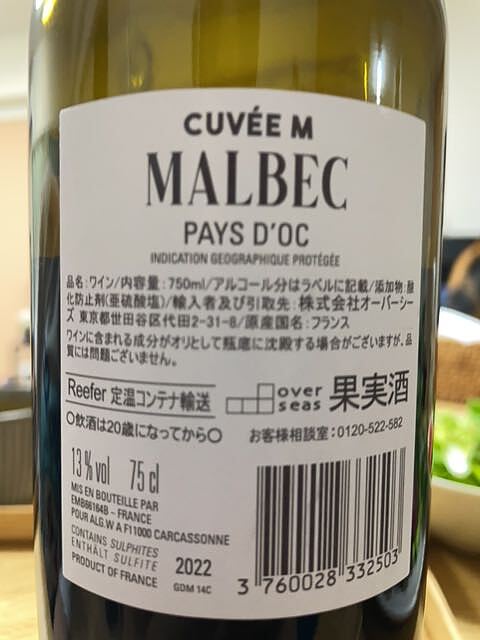 CUVÉE M
MALBEC
PAYS D'OC
INDICATION GEOGRAPHIQUE PROTÉGÉE
品名:ワイン/内容量:750ml/アルコール分はラベルに記載/添加物:酸
化防止剤(亜硫酸塩)/輸入者及び引取先:株式会社オーバーシー
ズ 東京都世田谷区代田2-31-8/原産国名:フランス
ワインに含まれる成分がオリとして瓶底に沈殿する場合がございますが、品
質には問題ございません。
Reefer 定温コンテナ輸送
over seas 果実酒
〇飲酒は20歳になってから〇
お客様相談室:0120-522-582
13%vol 75 cl
MIS EN BOUTEILLE PAR
EMB66164B - FRANCE
POUR ALG.W A F11000 CARCASSONNE
CONTAINS SULPHITES
ENTHÄLT SULFITE
PRODUCT OF FRANCE
2022
GDM 14C
3 760028 332503